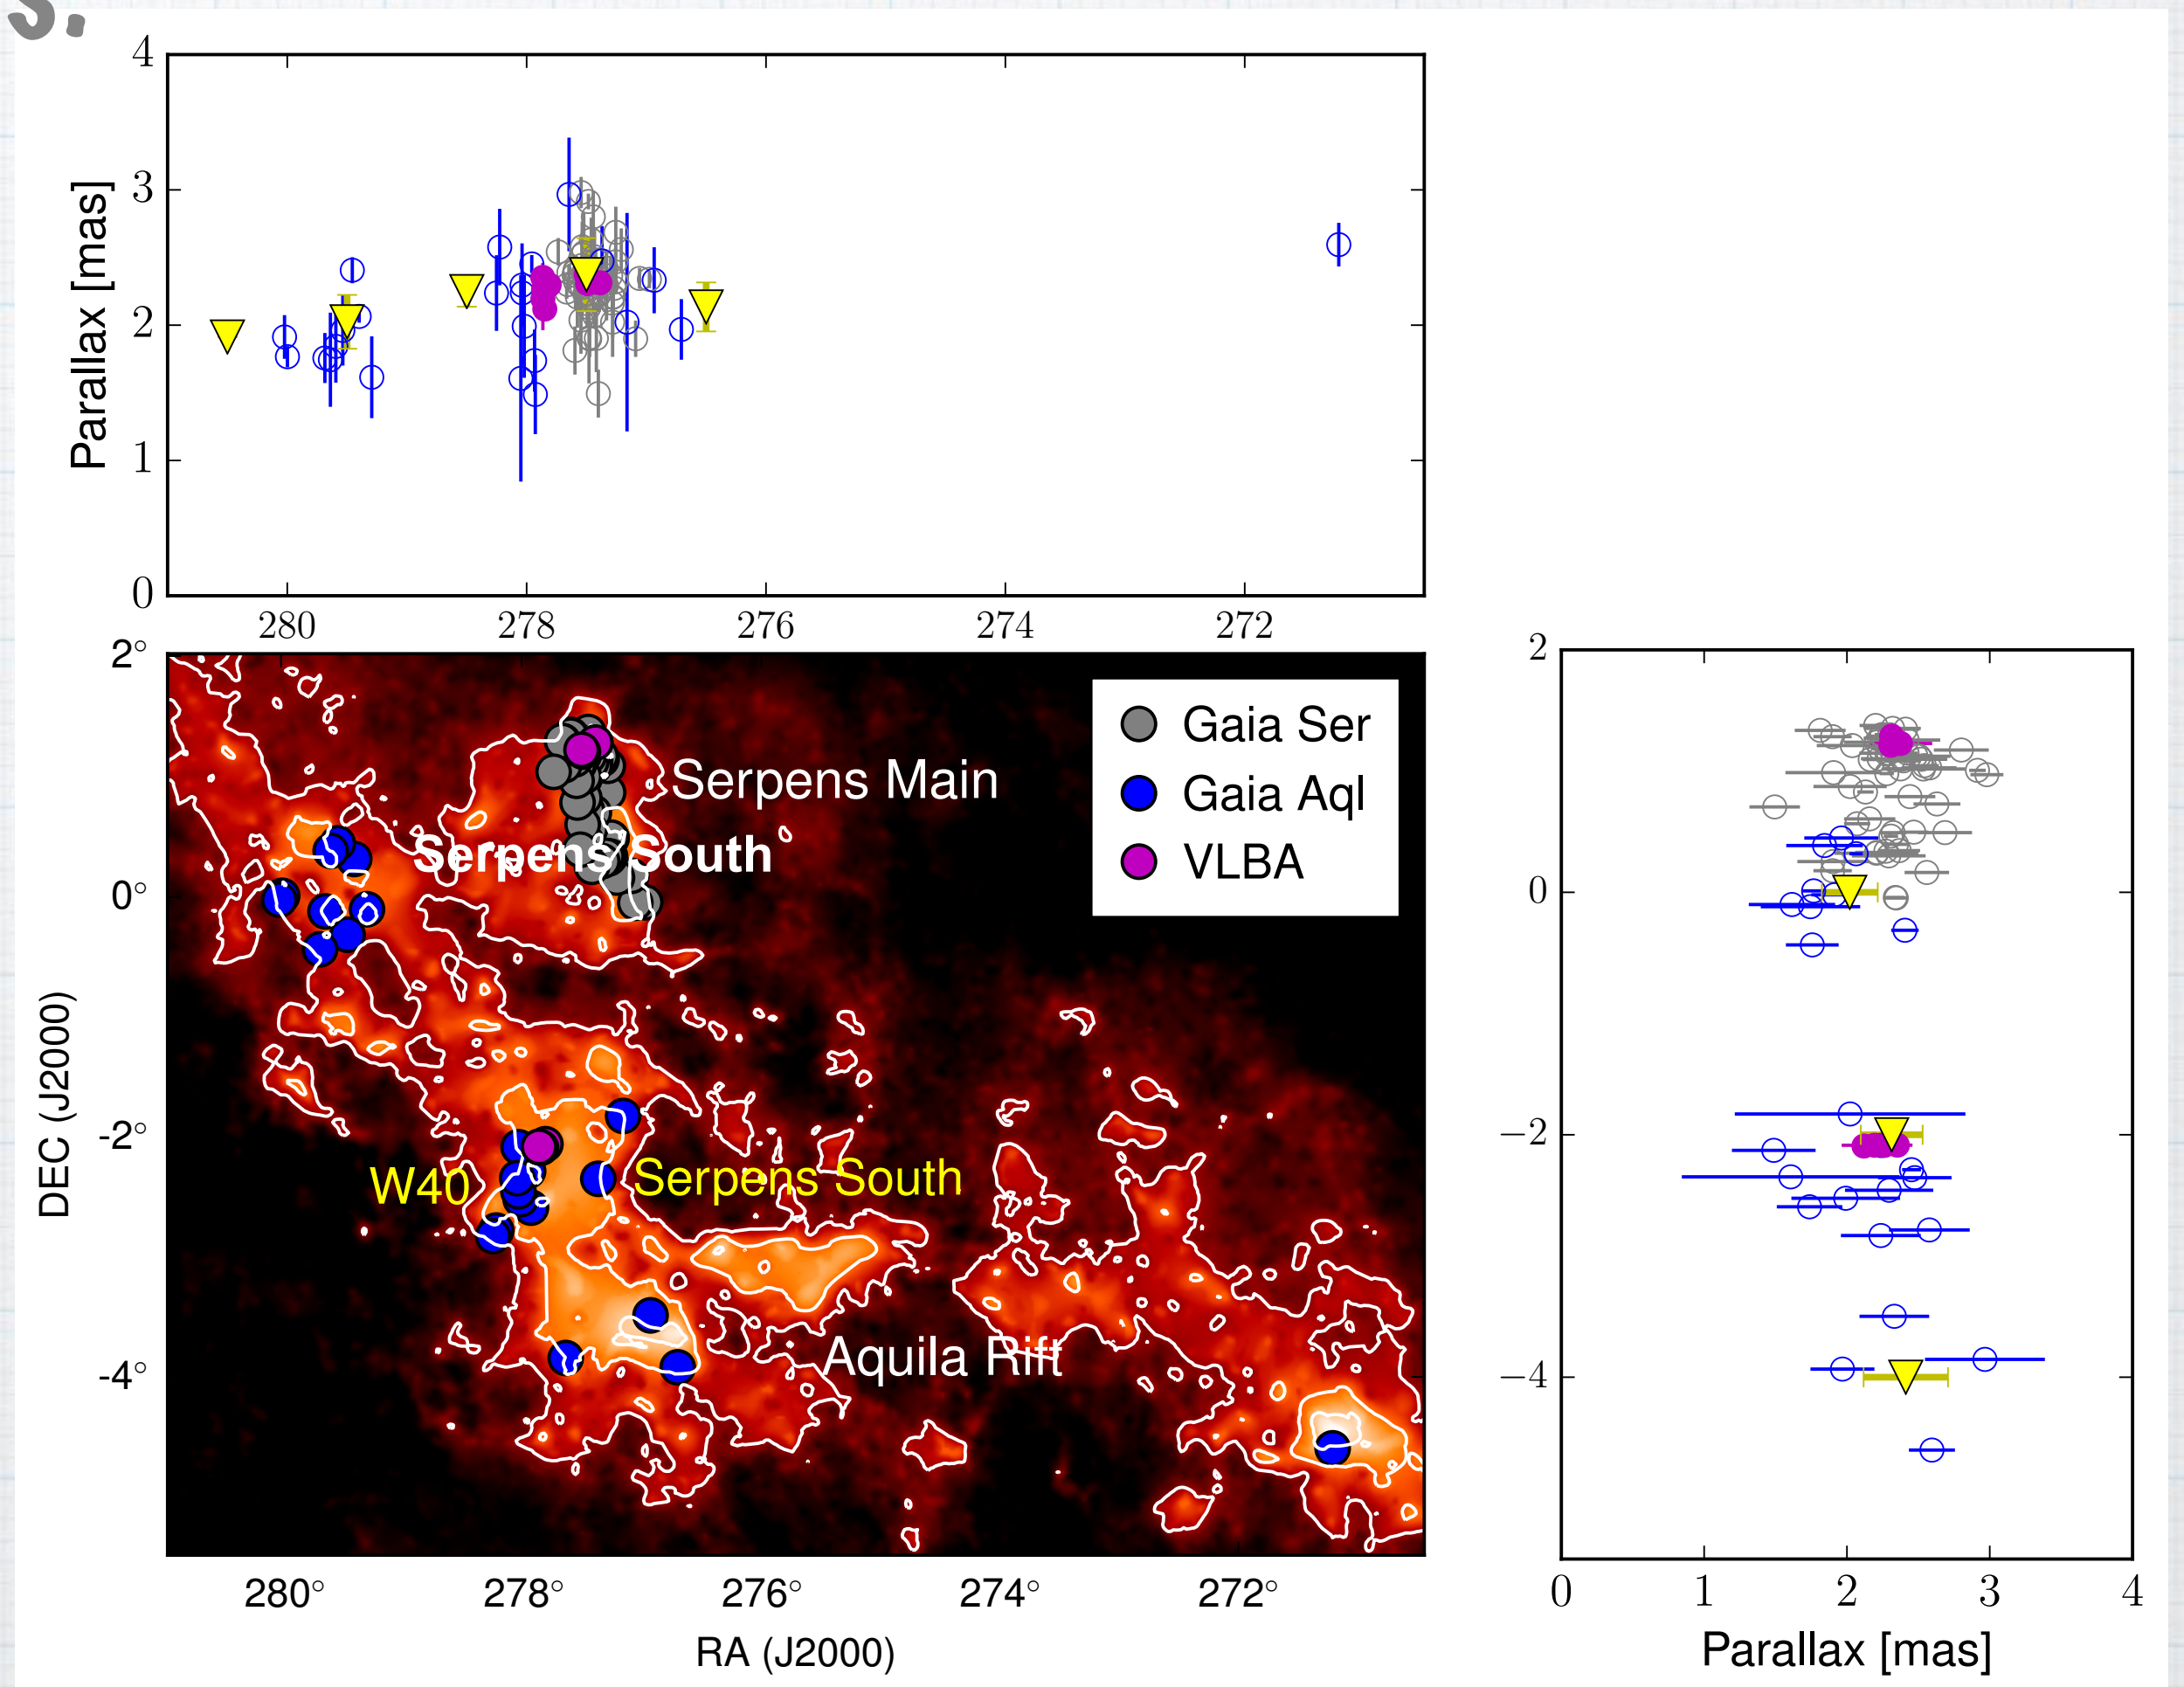 s.
4
3
2
1
0
Parallax [mas]
280 278 276 274 272
2°
0°
-2°
-4°
DEC (J2000)
Gaia Ser
Gaia Aql
VLBA
Serpens Main
Serpens South
W40
Serpens South
Aquila Rift
280° 278° 276° 274° 272°
RA (J2000)
2
0
−2
−4
0 1 2 3 4
Parallax [mas]